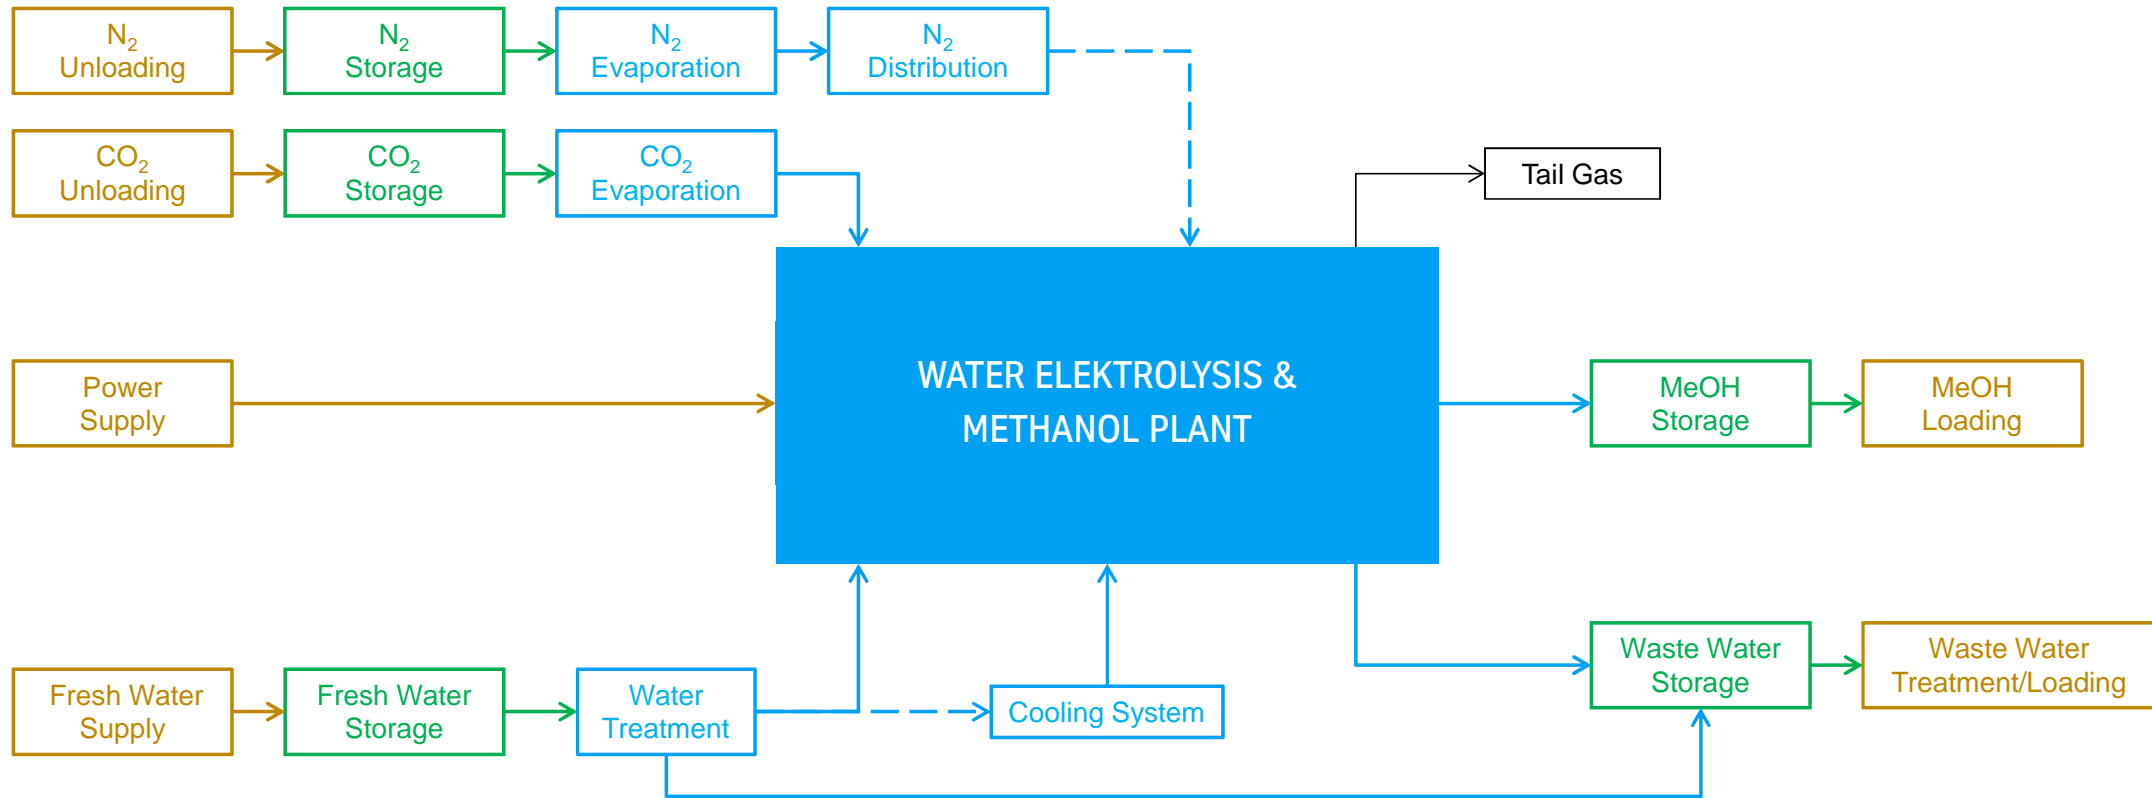 N₂
Unloading
N₂
Storage
N₂
Evaporation
N₂
Distribution
CO₂
Unloading
CO₂
Storage
CO₂
Evaporation
Tail Gas
Power
Supply
WATER ELEKTROLYSIS &
METHANOL PLANT
MeOH
Storage
MeOH
Loading
Fresh Water
Supply
Fresh Water
Storage
Water
Treatment
Cooling System
Waste Water
Storage
Waste Water
Treatment/Loading